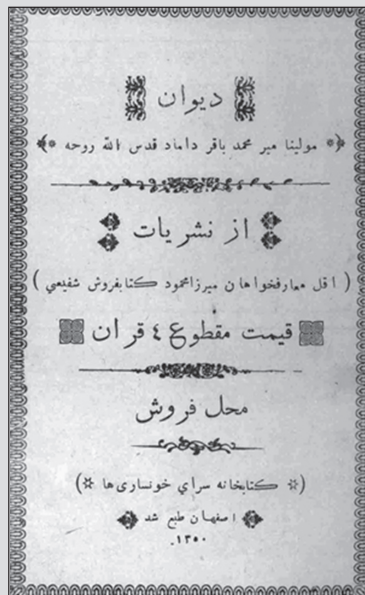 دیوان
مولینا میر محمد باقر داماد قدس الله روحه
از نشریات
(اقل معارفخواهان میرزا محمود کتابفروش شفیعی)
قیمت مقطوع ٤ قران
محل فروش
(کتابخانه سرای خونساری ها)
اصفهان طبع شد
.١٣٥٠